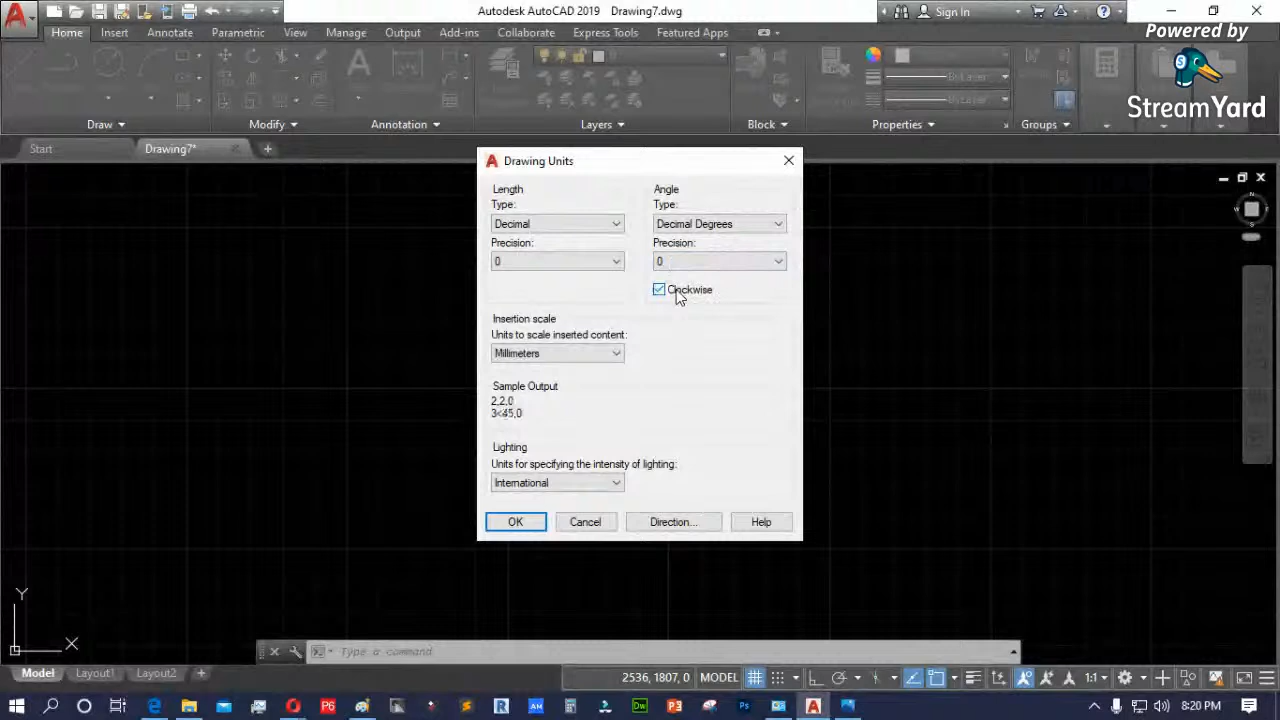 Autodesk AutoCAD 2019 Drawing7.dwg
Sign In
Home Insert Annotate Parametric View Manage Output Add-ins Collaborate Express Tools Featured Apps
Powered by
StreamYard
ByLayer
ByLayer
Draw Modify Annotation Layers Block Properties Groups
Start Drawing7* +
Drawing Units
Length
Type:
Decimal
Precision:
0
Angle
Type:
Decimal Degrees
Precision:
0
Clockwise
Insertion scale
Units to scale inserted content:
Millimeters
Sample Output
2,2,0
3<45,0
Lighting
Units for specifying the intensity of lighting:
International
OK Cancel Direction... Help
N
W
S
Y
X
Type a command
Model Layout1 Layout2 +
2536, 1807, 0 MODEL 1:1
8:20 PM